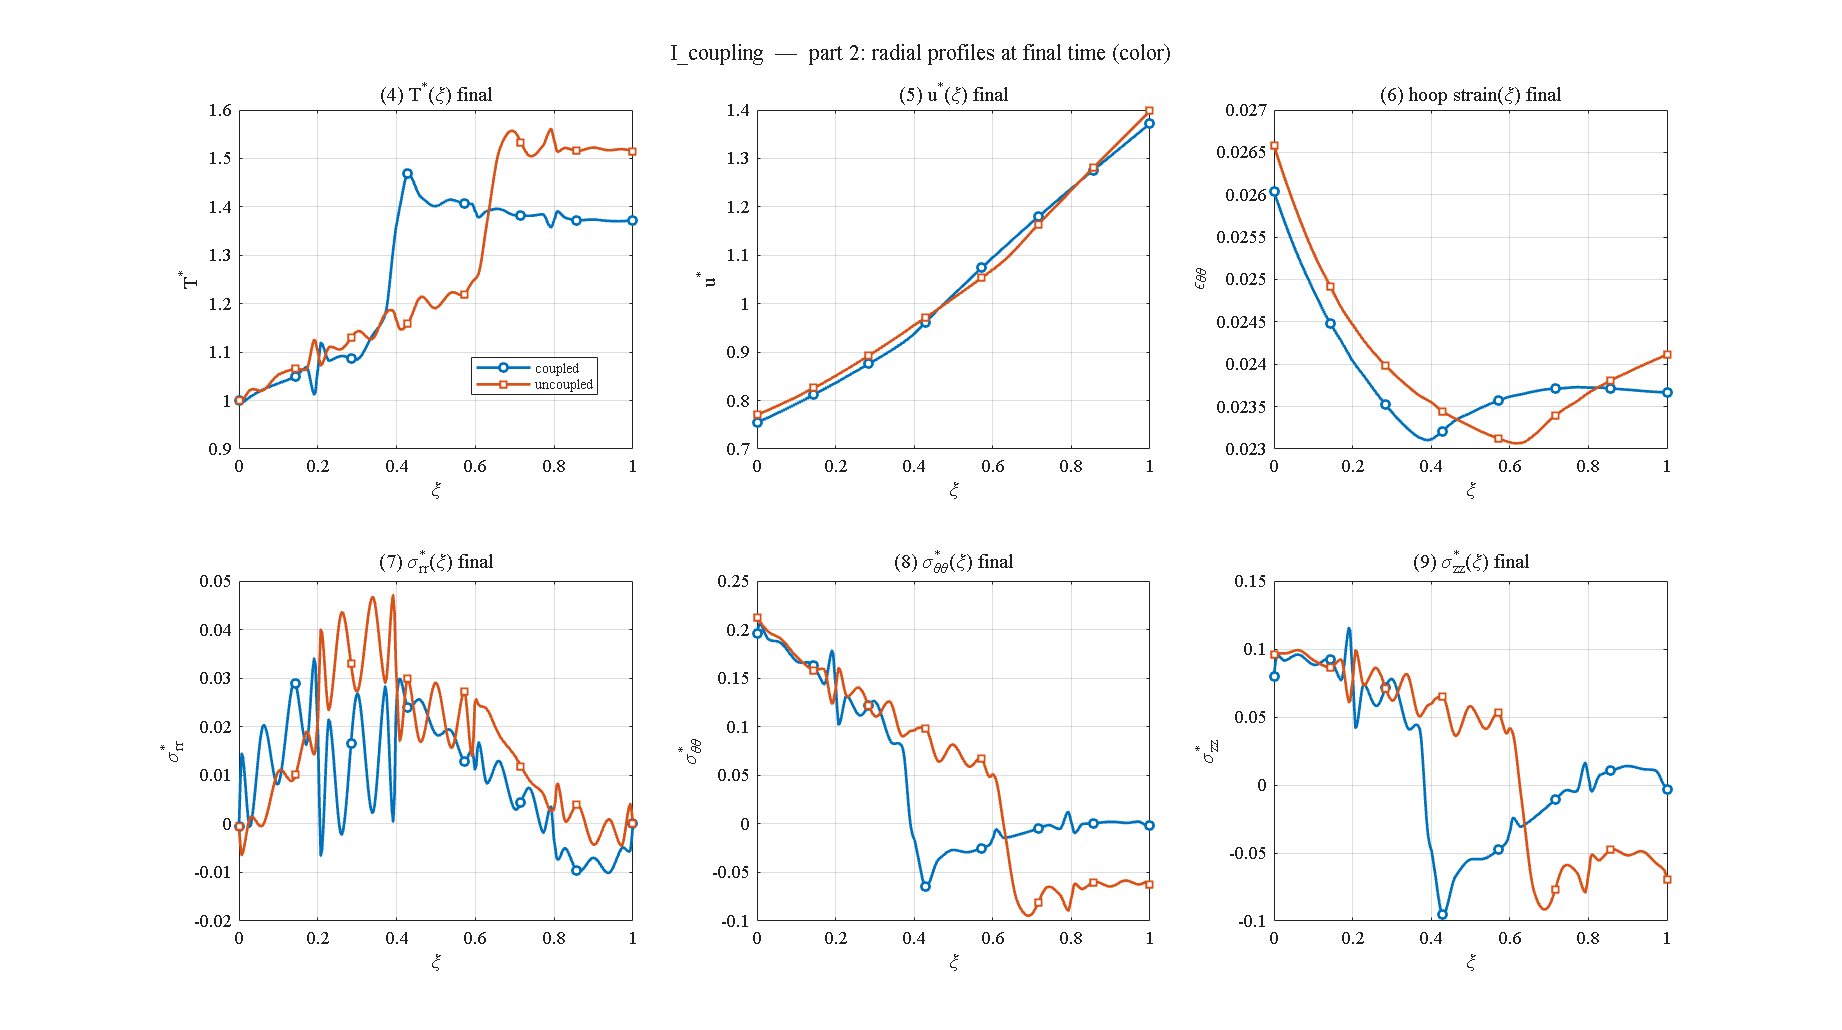 I_coupling — part 2: radial profiles at final time (color)
(4) T*(ξ) final
1.6
1.5
1.4
1.3
1.2
1.1
1
0.9
T*
0 0.2 0.4 0.6 0.8 1
ξ
coupled
uncoupled
(5) u*(ξ) final
1.4
1.3
1.2
1.1
1
0.9
0.8
0.7
u*
0 0.2 0.4 0.6 0.8 1
ξ
(6) hoop strain(ξ) final
0.027
0.0265
0.026
0.0255
0.025
0.0245
0.024
0.0235
0.023
ϵθθ
0 0.2 0.4 0.6 0.8 1
ξ
(7) σ*rr(ξ) final
0.05
0.04
0.03
0.02
0.01
0
-0.01
-0.02
σ*rr
0 0.2 0.4 0.6 0.8 1
ξ
(8) σ*θθ(ξ) final
0.25
0.2
0.15
0.1
0.05
0
-0.05
-0.1
σ*θθ
0 0.2 0.4 0.6 0.8 1
ξ
(9) σ*zz(ξ) final
0.15
0.1
0.05
0
-0.05
-0.1
σ*zz
0 0.2 0.4 0.6 0.8 1
ξ